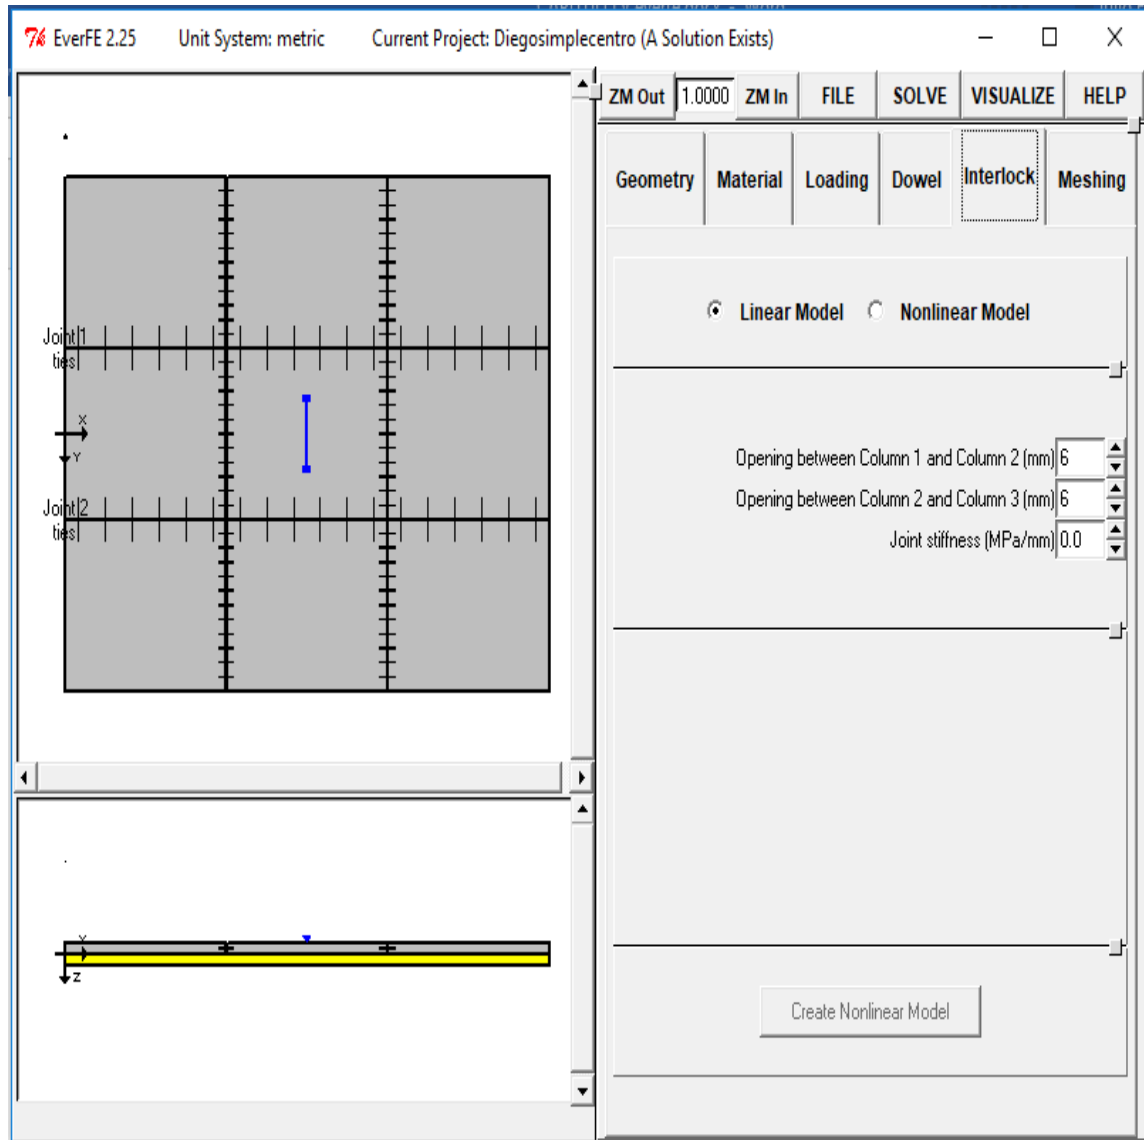 EverFE 2.25 Unit System: metric Current Project: Diegosimplecentro (A Solution Exists)
ZM Out 1.0000 ZM In FILE SOLVE VISUALIZE HELP
Geometry Material Loading Dowel Interlock Meshing
Linear Model Nonlinear Model
Joint 1
ties
X
Y
Joint 2
ties
Opening between Column 1 and Column 2 (mm) 6
Opening between Column 2 and Column 3 (mm) 6
Joint stiffness (MPa/mm) 0.0
Z
Create Nonlinear Model